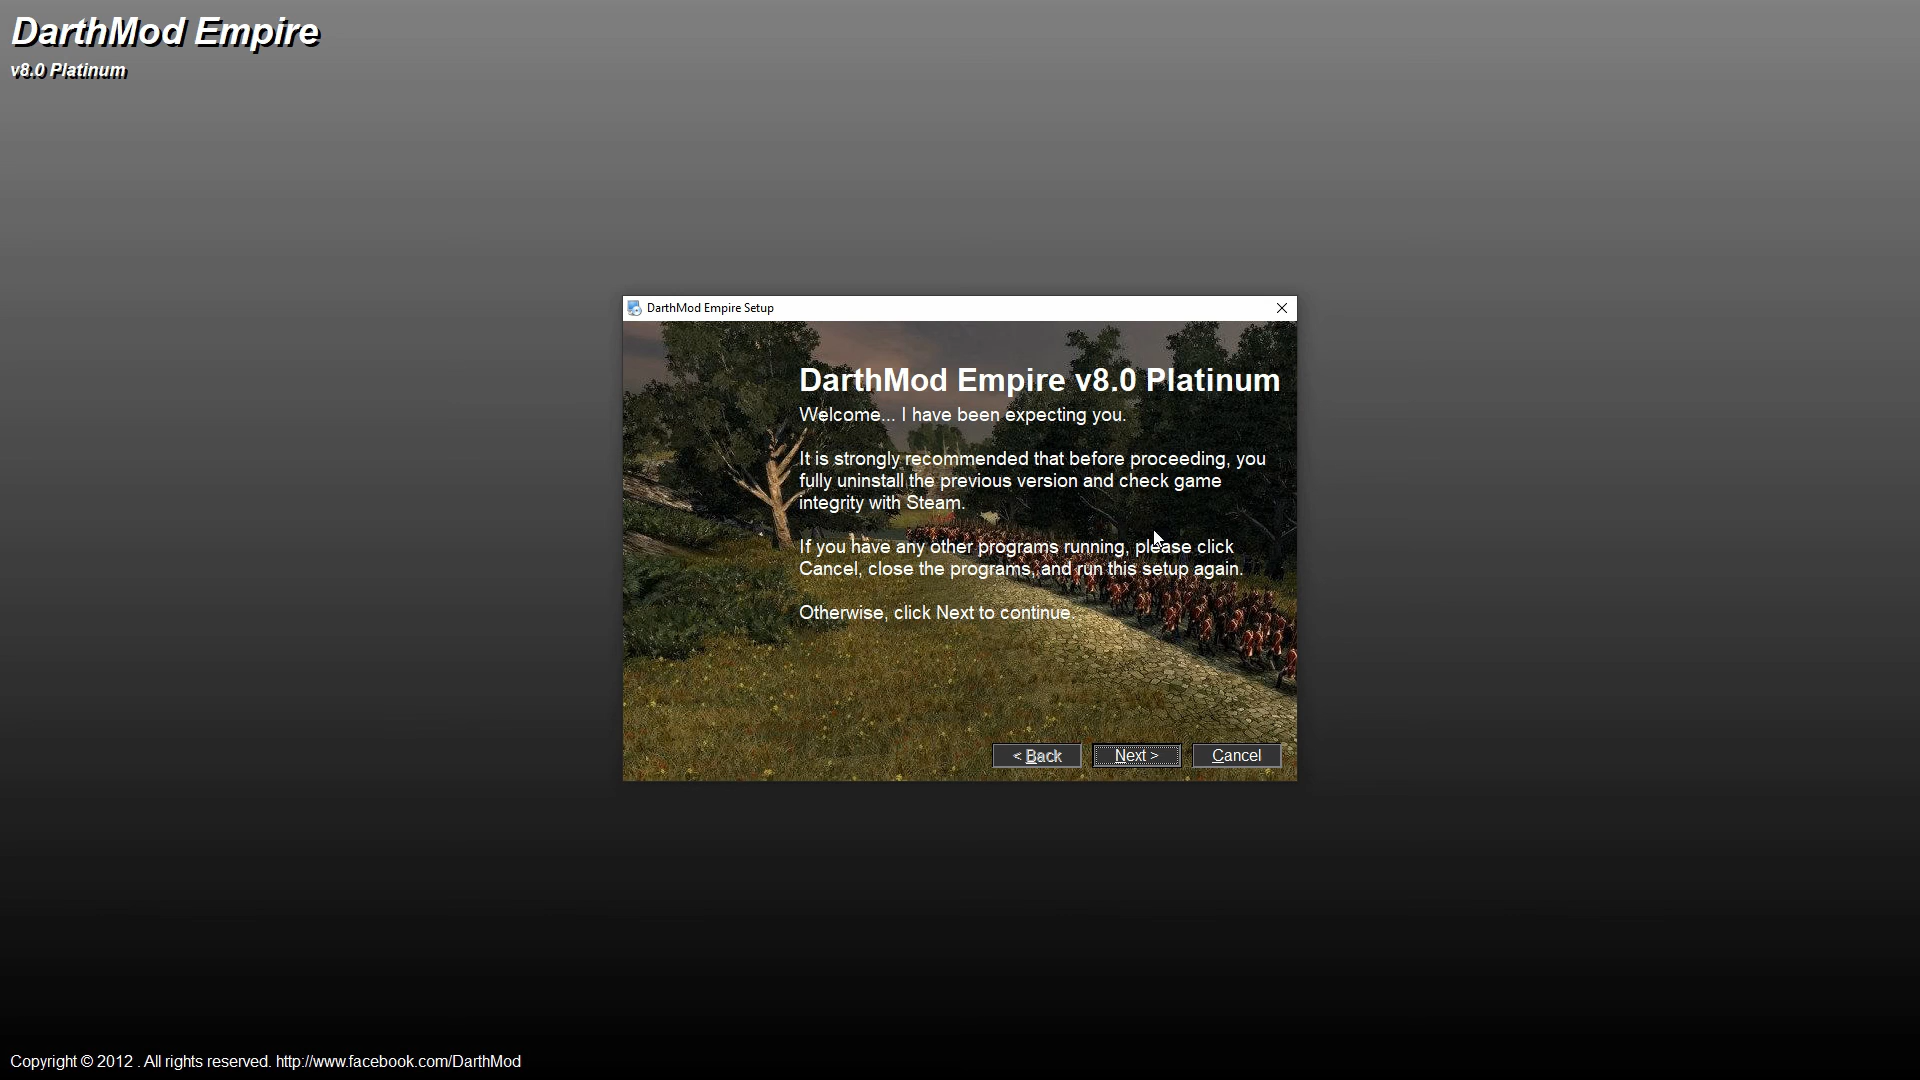 DarthMod Empire
v8.0 Platinum
DarthMod Empire Setup
DarthMod Empire v8.0 Platinum
Welcome... I have been expecting you.
It is strongly recommended that before proceeding, you
fully uninstall the previous version and check game
integrity with Steam.
If you have any other programs running, please click
Cancel, close the programs, and run this setup again.
Otherwise, click Next to continue.
< Back
Next >
Cancel
Copyright © 2012 . All rights reserved. http://www.facebook.com/DarthMod